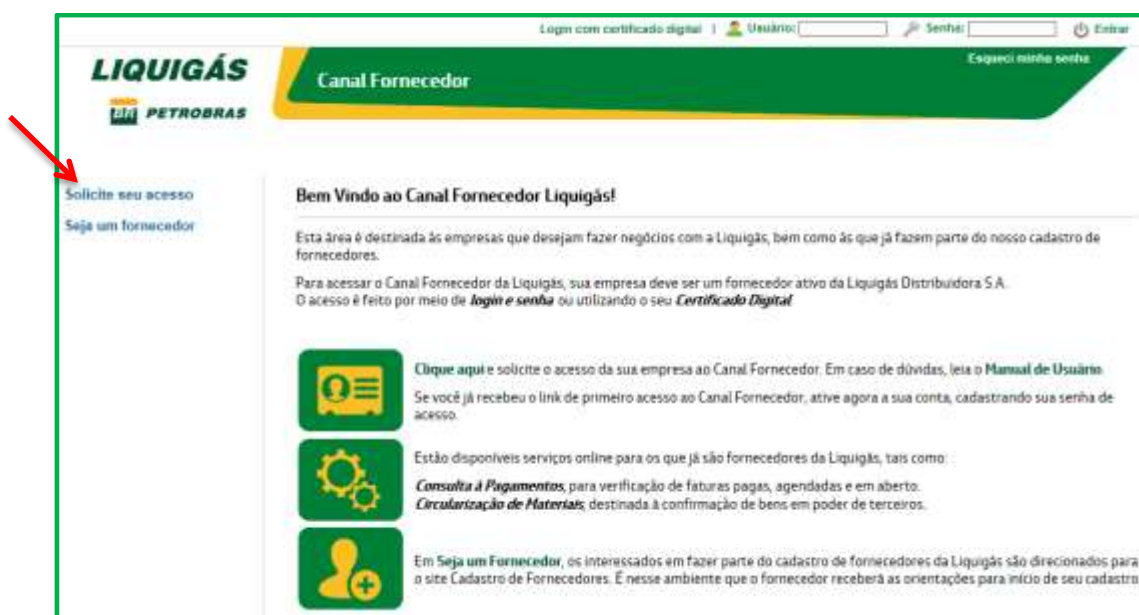 Login com certificado digital | Usuário: Senha: Entrar
LIQUIGÁS
Canal Fornecedor
Esqueci minha senha
BR PETROBRAS
Solicite seu acesso
Seja um fornecedor
Bem Vindo ao Canal Fornecedor Liquigás!
Esta área é destinada às empresas que desejam fazer negócios com a Liquigás, bem como às que já fazem parte do nosso cadastro de
fornecedores.
Para acessar o Canal Fornecedor da Liquigás, sua empresa deve ser um fornecedor ativo da Liquigás Distribuidora S.A.
O acesso é feito por meio de login e senha ou utilizando o seu Certificado Digital
Clique aqui e solicite o acesso da sua empresa ao Canal Fornecedor. Em caso de dúvidas, leia o Manual de Usuário
Se você já recebeu o link de primeiro acesso ao Canal Fornecedor, ative agora a sua conta, cadastrando sua senha de
acesso.
Estão disponíveis serviços online para os que já são fornecedores da Liquigás, tais como:
Consulta à Pagamentos, para verificação de faturas pagas, agendadas e em aberto.
Circularização de Materiais, destinada à confirmação de bens em poder de terceiros.
Em Seja um Fornecedor, os interessados em fazer parte do cadastro de fornecedores da Liquigás são direcionados para
o site Cadastro de Fornecedores. É nesse ambiente que o fornecedor receberá as orientações para início de seu cadastro